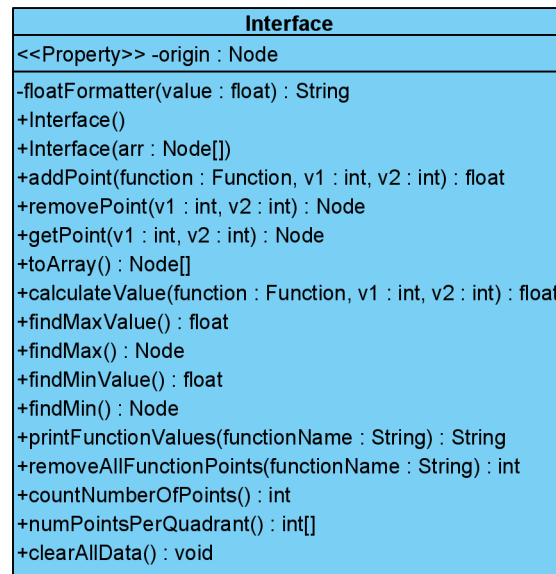 Interface
<<Property>> -origin : Node
-floatFormatter(value : float) : String
+Interface()
+Interface(arr : Node[])
+addPoint(function : Function, v1 : int, v2 : int) : float
+removePoint(v1 : int, v2 : int) : Node
+getPoint(v1 : int, v2 : int) : Node
+toArray() : Node[]
+calculateValue(function : Function, v1 : int, v2 : int) : float
+findMaxValue() : float
+findMax() : Node
+findMinValue() : float
+findMin() : Node
+printFunctionValues(functionName : String) : String
+removeAllFunctionPoints(functionName : String) : int
+countNumberOfPoints() : int
+numPointsPerQuadrant() : int[]
+clearAllData() : void